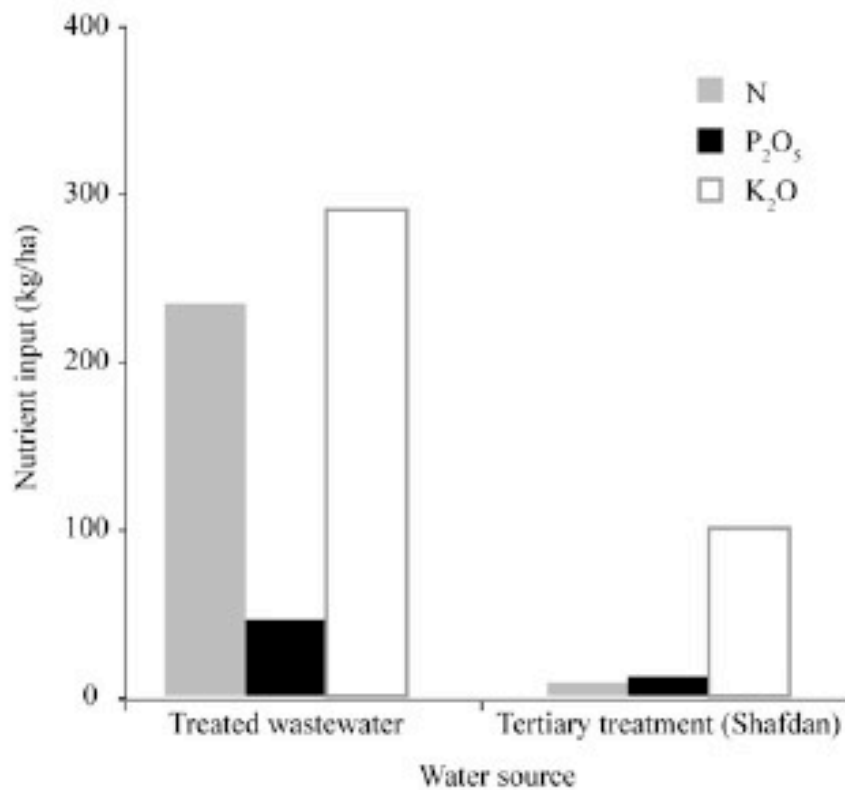 400
300
200
100
0
Nutrient input (kg/ha)
N
P₂O₅
K₂O
Treated wastewater
Tertiary treatment (Shafdan)
Water source